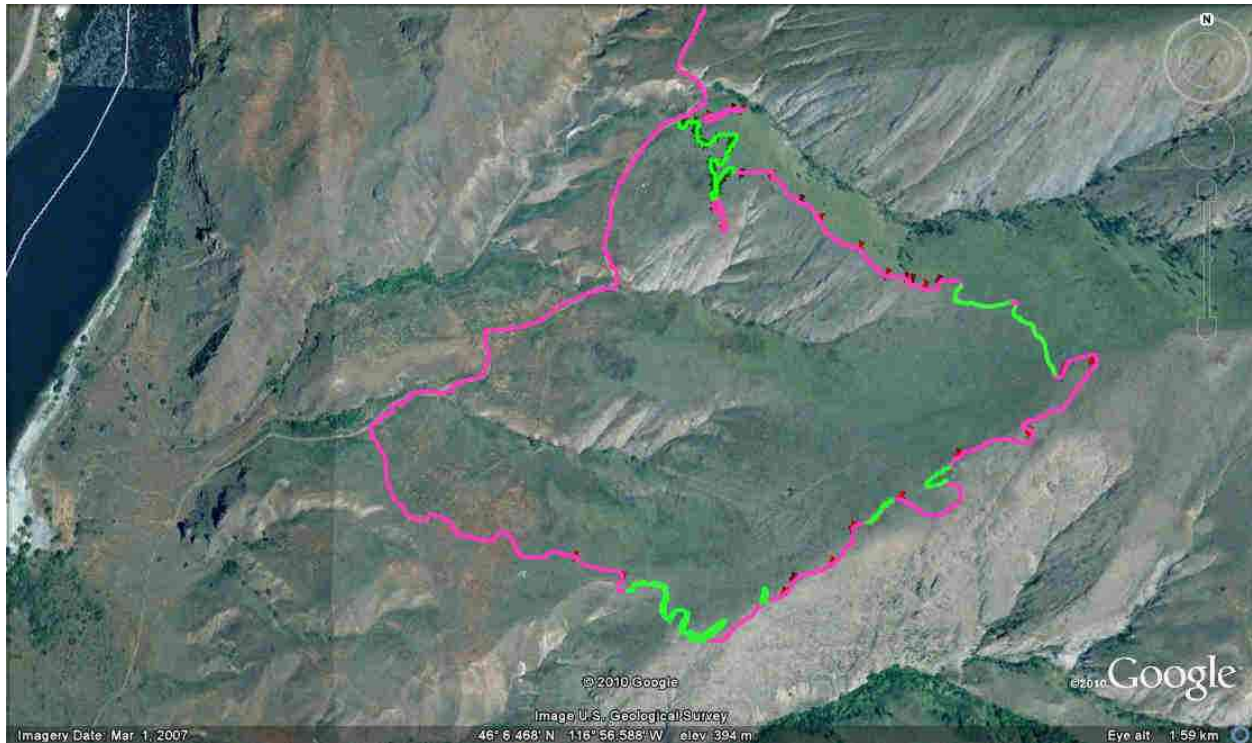 N
© 2010 Google
©2010 Google
Image U.S. Geological Survey
Imagery Date: Mar 1, 2007 46° 6.468' N 116° 56.588' W elev 394 m Eye alt 1.59 km